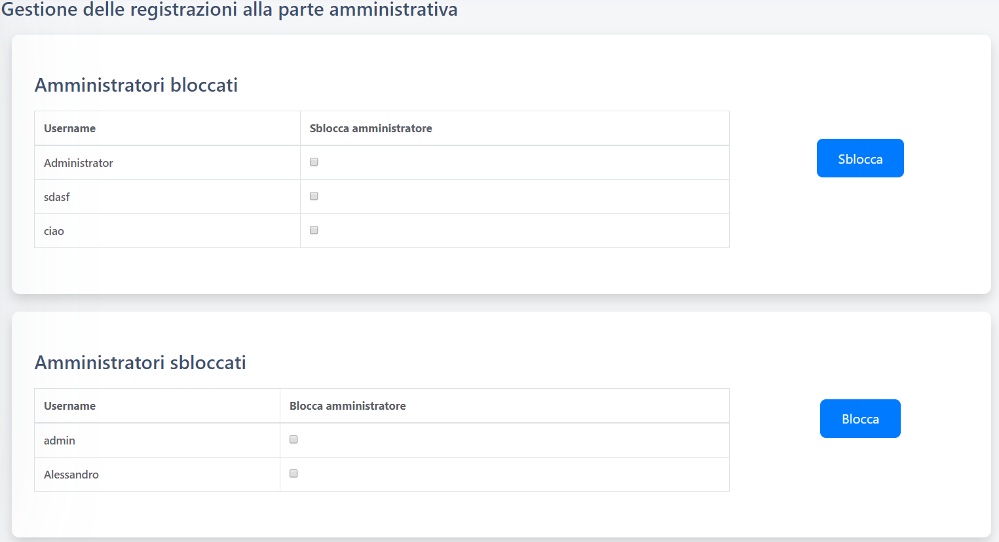 Gestione delle registrazioni alla parte amministrativa
Amministratori bloccati
Username Sblocca amministratore
Administrator
Sblocca
sdasf
ciao
Amministratori sbloccati
Username Blocca amministratore
Blocca
admin
Alessandro